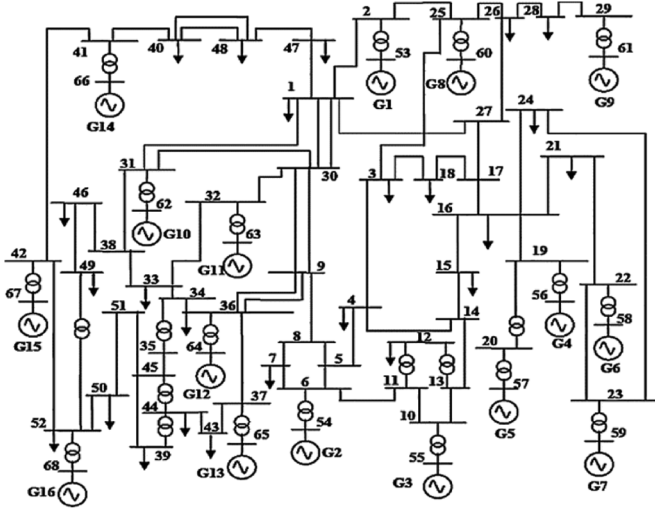 2 25 26 28 29
41 40 48 47 53 60 61
66 G1 G8 G9
G14 1 24
27
31 30 3 18 17 21
46 62 32 16
G10 63
42 38 G11 15 19 22
49 33 9
67 51 34 36 4 14 56 58
G15 35 64 8 12 20 G4 G6
45 G12 7 5 11 13 57
50 44 37 6 10 23
52 43 65 54 G5
39 G13 G2 55 59
68 G3 G7
G16